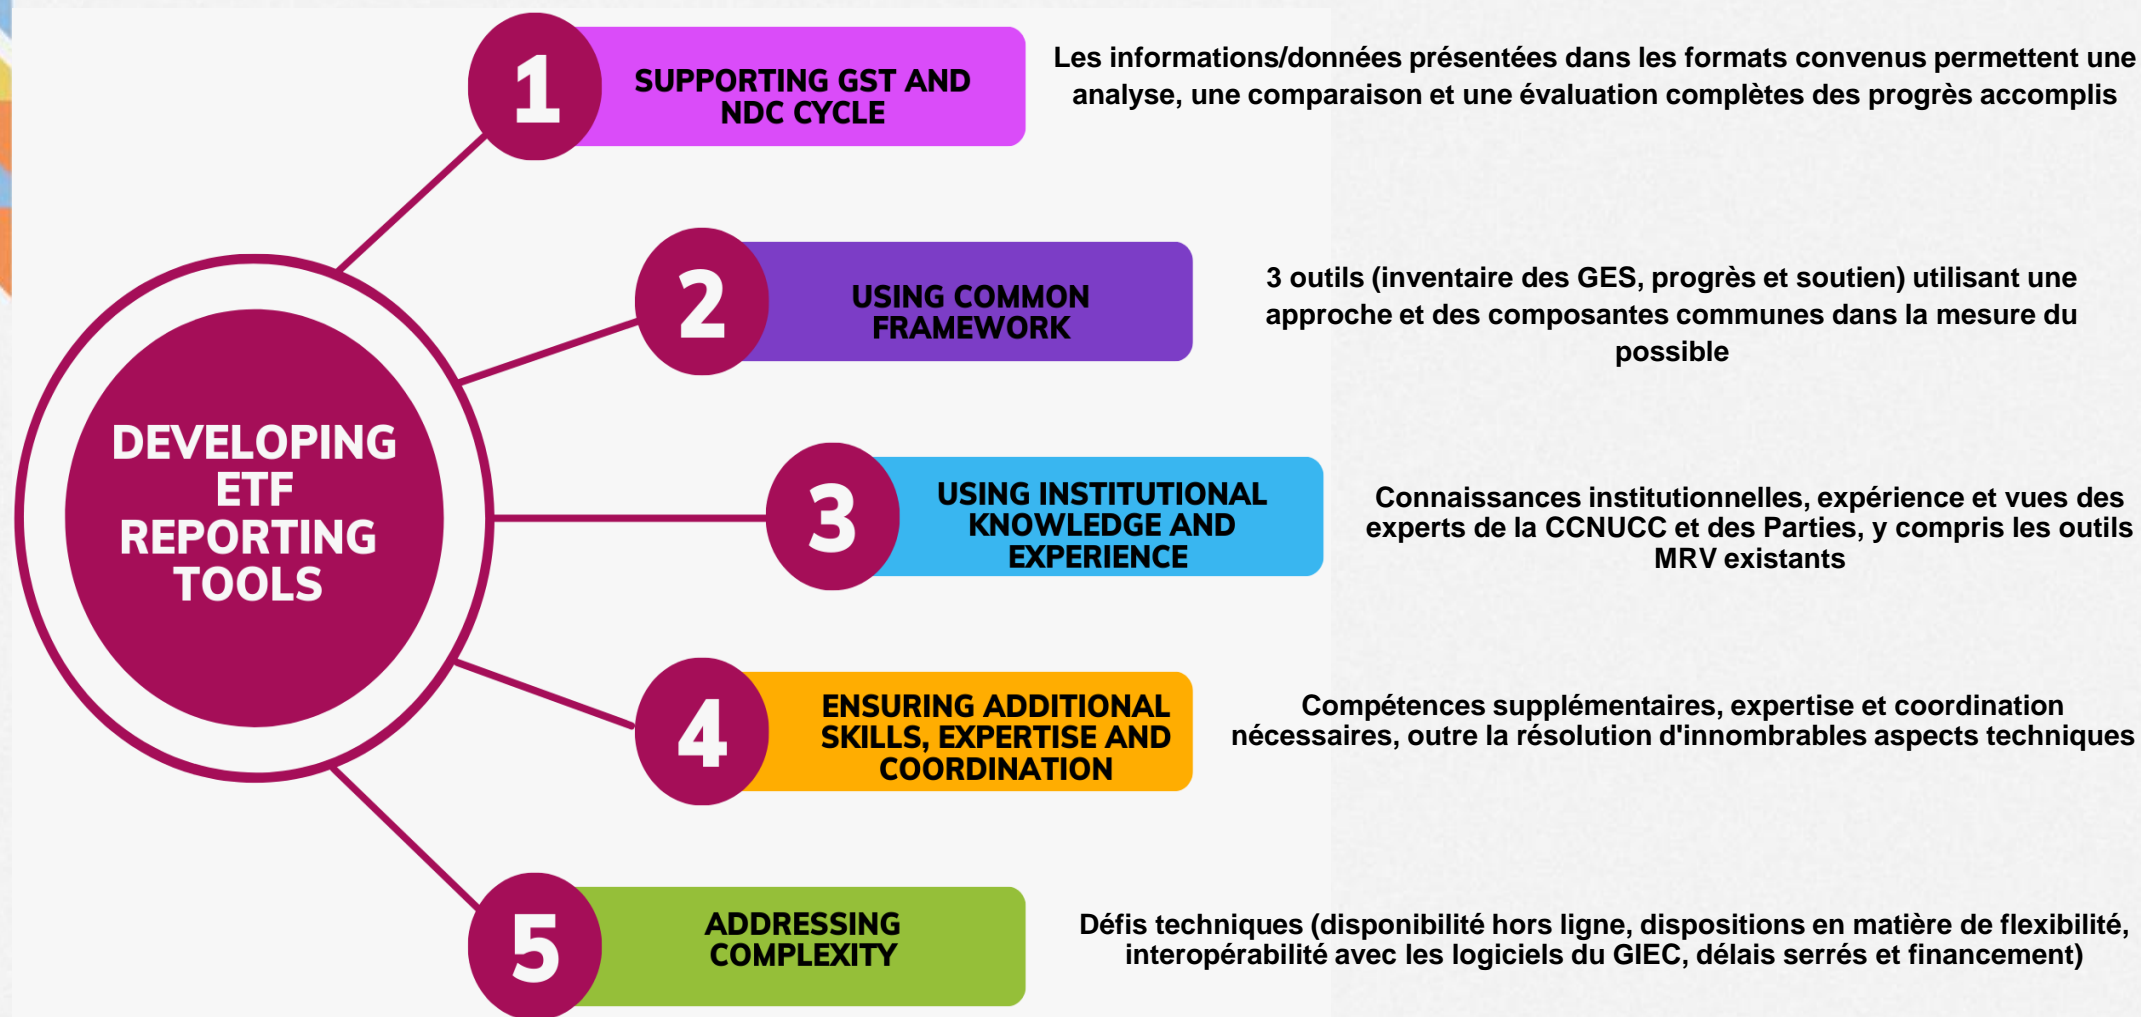 1
SUPPORTING GST AND
NDC CYCLE
Les informations/données présentées dans les formats convenus permettent une
analyse, une comparaison et une évaluation complètes des progrès accomplis
2
USING COMMON
FRAMEWORK
3 outils (inventaire des GES, progrès et soutien) utilisant une
approche et des composantes communes dans la mesure du
possible
DEVELOPING
ETF
REPORTING
TOOLS
3
USING INSTITUTIONAL
KNOWLEDGE AND
EXPERIENCE
Connaissances institutionnelles, expérience et vues des
experts de la CCNUCC et des Parties, y compris les outils
MRV existants
4
ENSURING ADDITIONAL
SKILLS, EXPERTISE AND
COORDINATION
Compétences supplémentaires, expertise et coordination
nécessaires, outre la résolution d'innombrables aspects techniques
5
ADDRESSING
COMPLEXITY
Défis techniques (disponibilité hors ligne, dispositions en matière de flexibilité,
interopérabilité avec les logiciels du GIEC, délais serrés et financement)